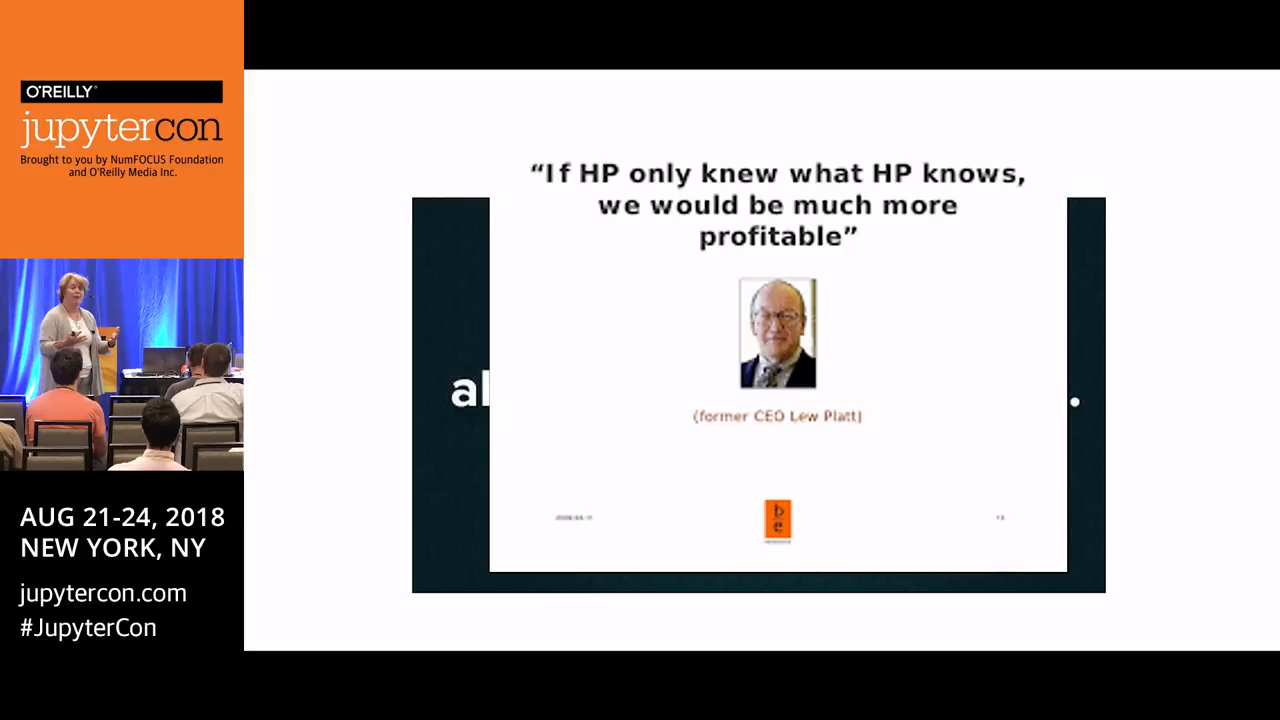 O'REILLY®
jupytercon
Brought to you by NumFOCUS Foundation
and O'Reilly Media Inc.
AUG 21-24, 2018
NEW YORK, NY
jupytercon.com
#JupyterCon
“If HP only knew what HP knows,
we would be much more
profitable”
(former CEO Lew Platt)
al
.
b
e